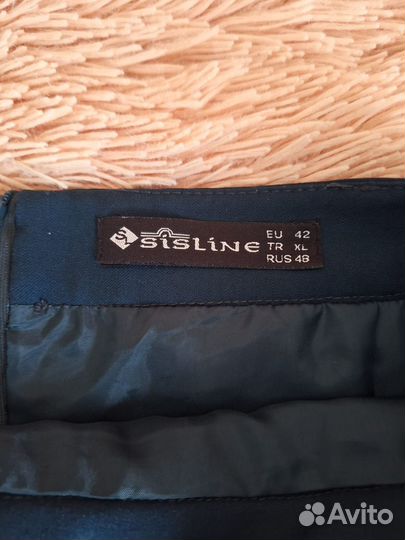 SiSLiNE
EU 42
TR XL
RUS 48
Avito